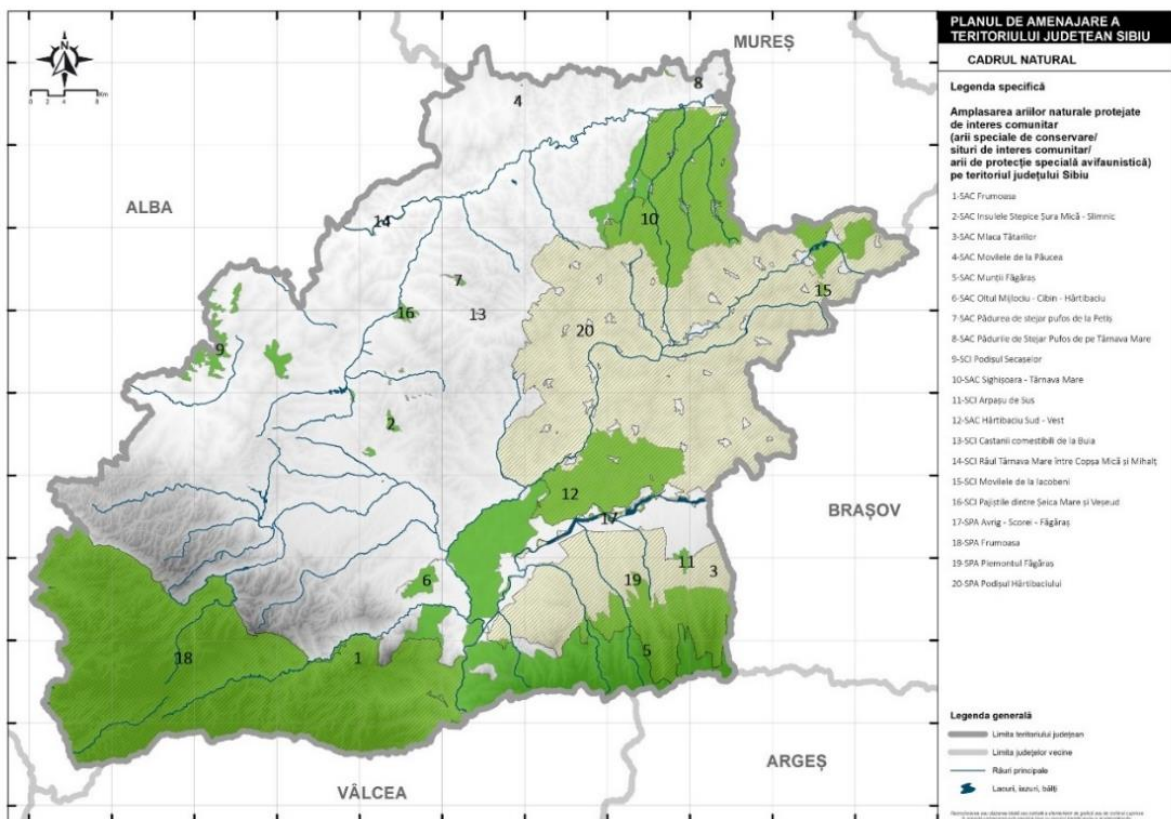 PLANUL DE AMENAJARE A
TERITORIULUI JUDEȚEAN SIBIU
CADRUL NATURAL
Legenda specifică
Amplasarea ariilor naturale protejate
de interes comunitar
(arii speciale de conservare/
situri de interes comunitar/
arii de protecție specială avifaunistică)
pe teritoriul județului Sibiu
1-SAC Frumoasa
2-SAC Insulele Stepice Șura Mică - Slimnic
3-SAC Mlaca Tătarilor
4-SAC Movilele de la Păucea
5-SAC Munții Făgăraș
6-SAC Oltul Mijlociu - Cibin - Hârtibaciu
7-SAC Pădurea de stejar pufos de la Petiș
8-SAC Pădurile de Stejar Pufos de pe Târnava Mare
9-SCI Podișul Secașelor
10-SAC Sighișoara - Târnava Mare
11-SCI Arpașu de Sus
12-SAC Hârtibaciu Sud - Vest
13-SCI Castanii comestibili de la Buia
14-SCI Râul Târnava Mare între Copșa Mică și Mihalț
15-SCI Movilele de la Iacobeni
16-SCI Pajiștile dintre Șeica Mare și Veseud
17-SPA Avrig - Scorei - Făgăraș
18-SPA Frumoasa
19-SPA Piemontul Făgăraș
20-SPA Podișul Hârtibaciului
Legenda generală
Limita teritoriului județean
Limita județelor vecine
Râuri principale
Lacuri, iazuri, bălți
N
0 2 4 8
Km
MUREȘ
ALBA
BRAȘOV
ARGEȘ
VÂLCEA
8
4
14
10
7
16
13
15
20
9
2
12
17
11
3
6
19
18
1
5